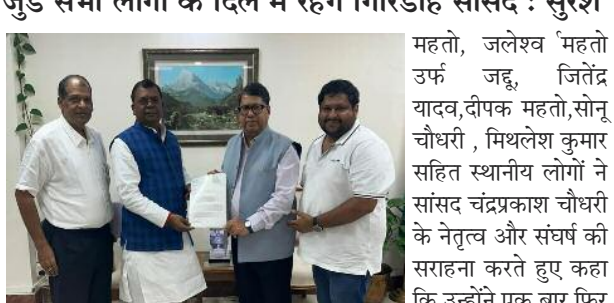 जुडे सभी लोगों के दिल में रहेंगे गिरिडीह सांसद : सुरेश
महतो, जलेश्व महतो
उर्फ जद्दू, जितेंद्र
यादव,दीपक महतो,सोनू
चौधरी , मिथलेश कुमार
सहित स्थानीय लोगों ने
सांसद चंद्रप्रकाश चौधरी
के नेतृत्व और संघर्ष की
सराहना करते हुए कहा
कि उन्होंने एक बार फिर